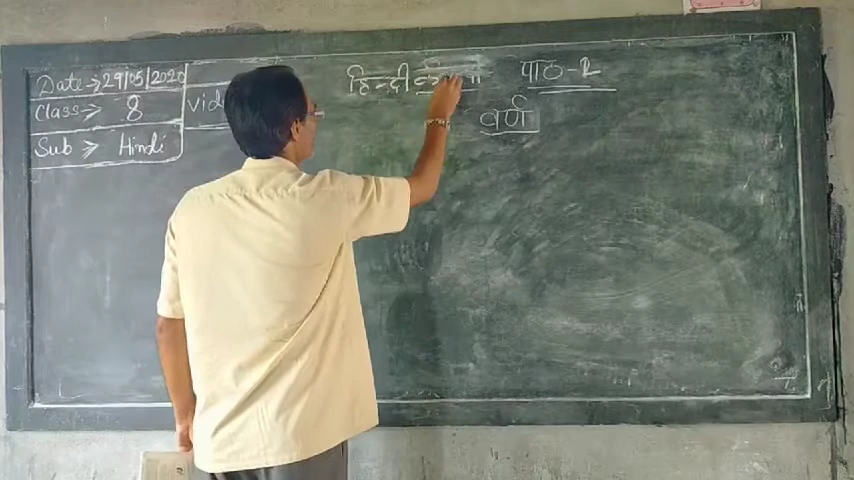 Date → 29/05/2020
Class → 8
Sub → Hindi
हिन्दी
पाठ-2
वर्ण